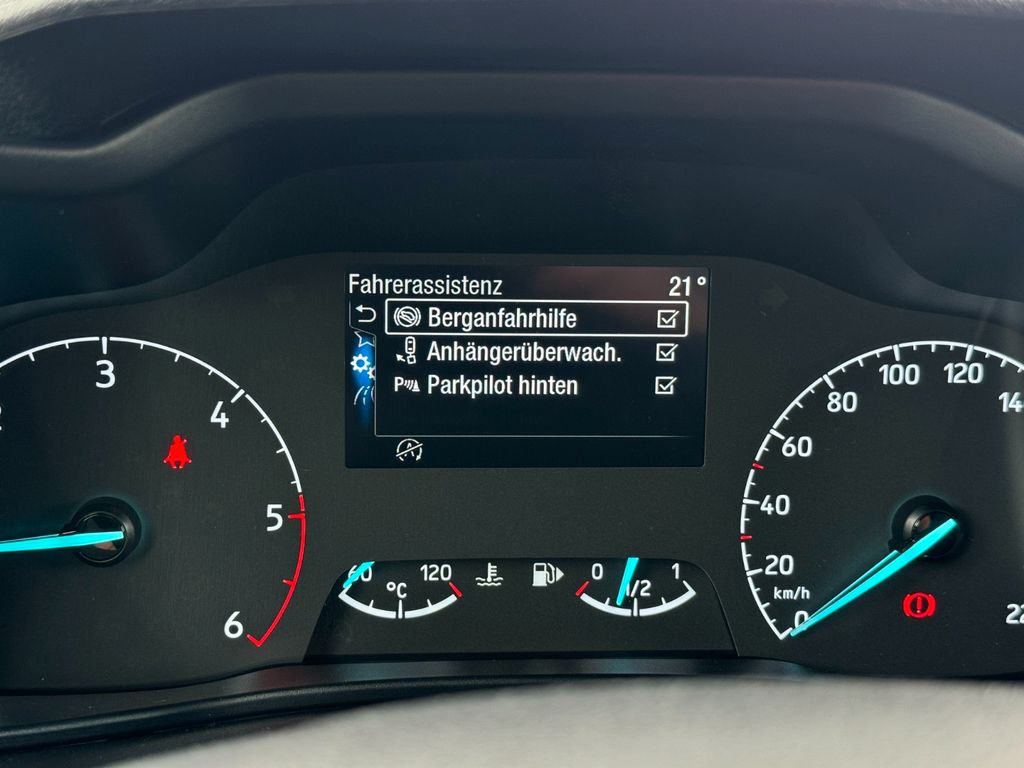 Fahrerassistenz 21°
Berganfahrhilfe
Anhängerüberwach.
P Parkpilot hinten
3
4
5
6
60 °C 120
0 1/2 1
0
20
40
60
80
100
120
km/h